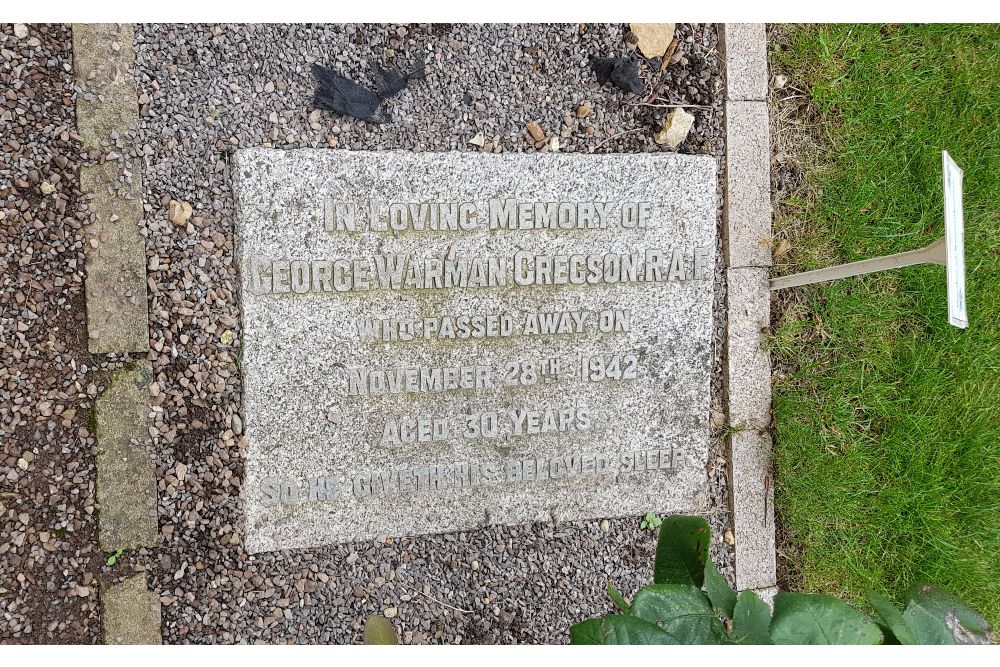 IN LOVING MEMORY OF
GEORGE WARMAN GREGSON. R.A.F.
WHO PASSED AWAY ON
NOVEMBER 28TH 1942
AGED 30 YEARS.
SO HE GIVETH HIS BELOVED SLEEP